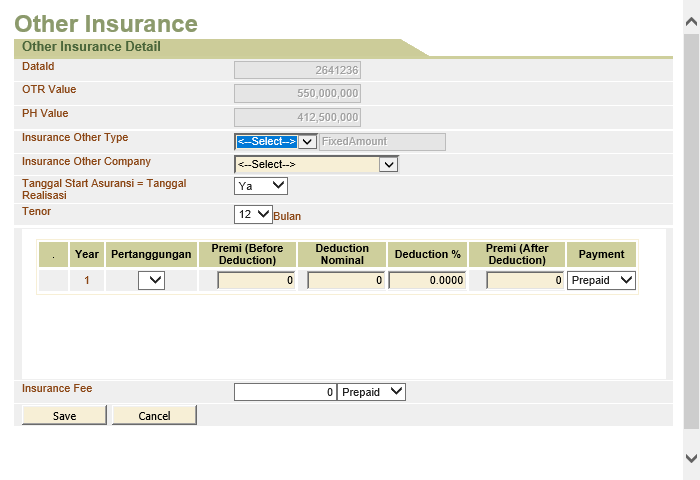 Other Insurance
Other Insurance Detail
DataId 2641236
OTR Value 550,000,000
PH Value 412,500,000
Insurance Other Type <--Select--> FixedAmount
Insurance Other Company <--Select-->
Tanggal Start Asuransi = Tanggal
Realisasi Ya
Tenor 12 Bulan
. Year Pertanggungan Premi (Before Deduction) Deduction Nominal Deduction % Premi (After Deduction) Payment
1 0 0 0.0000 0 Prepaid
Insurance Fee 0 Prepaid
Save Cancel